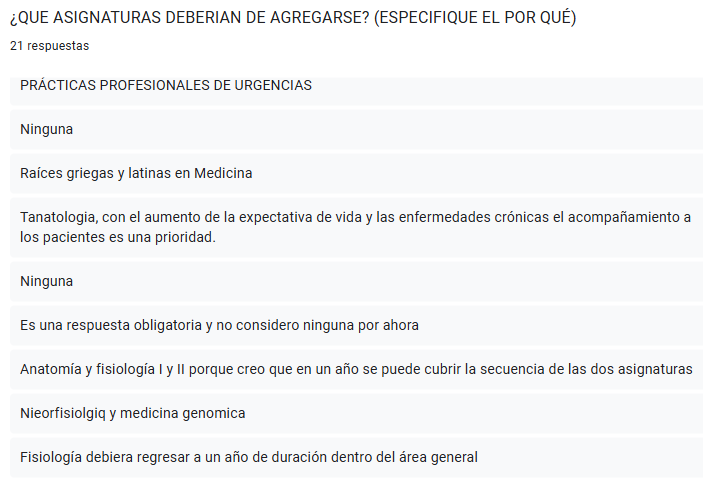 ¿QUE ASIGNATURAS DEBERIAN DE AGREGARSE? (ESPECIFIQUE EL POR QUÉ)
21 respuestas
PRÁCTICAS PROFESIONALES DE URGENCIAS
Ninguna
Raíces griegas y latinas en Medicina
Tanatologia, con el aumento de la expectativa de vida y las enfermedades crónicas el acompañamiento a
los pacientes es una prioridad.
Ninguna
Es una respuesta obligatoria y no considero ninguna por ahora
Anatomía y fisiología I y II porque creo que en un año se puede cubrir la secuencia de las dos asignaturas
Nieorfisiolgiq y medicina genomica
Fisiología debiera regresar a un año de duración dentro del área general